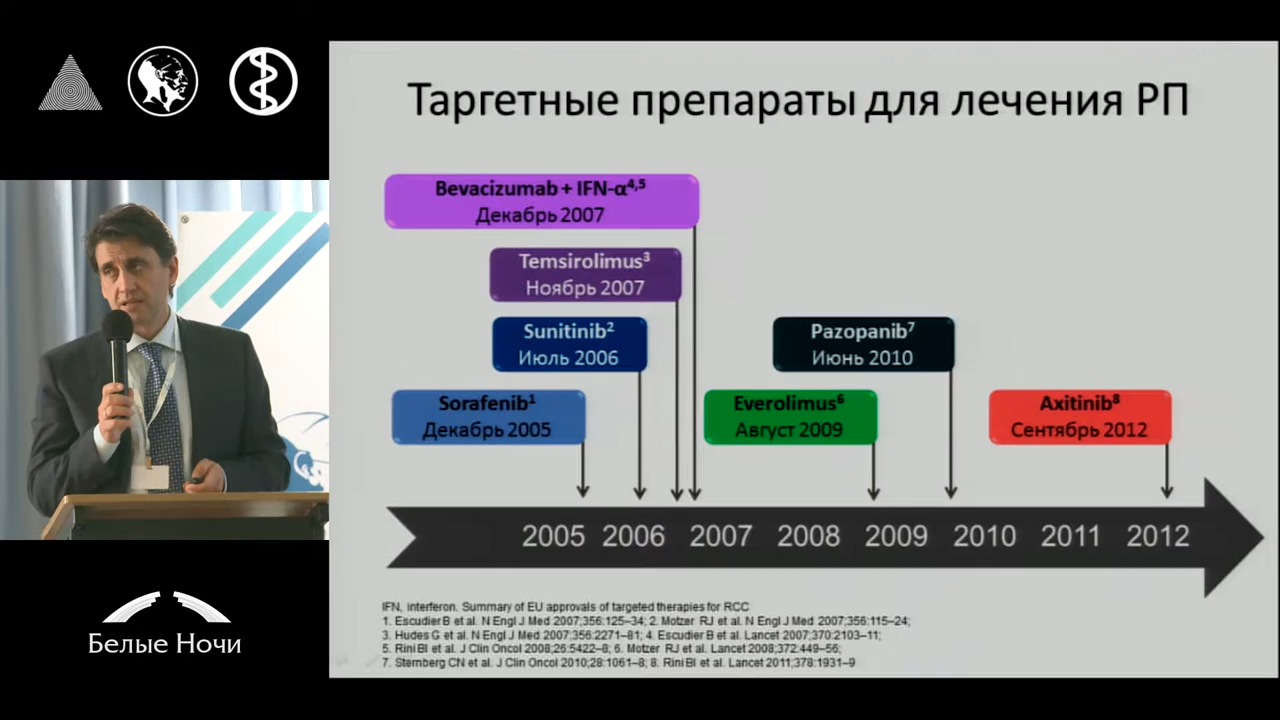 Таргетные препараты для лечения РП
Bevacizumab + IFN-α4,5
Декабрь 2007
Temsirolimus3
Ноябрь 2007
Sunitinib2
Июль 2006
Pazopanib7
Июнь 2010
Sorafenib1
Декабрь 2005
Everolimus6
Август 2009
Axitinib8
Сентябрь 2012
2005 2006 2007 2008 2009 2010 2011 2012
IFN, interferon. Summary of EU approvals of targeted therapies for RCC
1. Escudier B et al. N Engl J Med 2007;356:125–34; 2. Motzer RJ et al. N Engl J Med 2007;356:115–24;
3. Hudes G et al. N Engl J Med 2007;356:2271–81; 4. Escudier B et al. Lancet 2007;370:2103–11;
5. Rini BI et al. J Clin Oncol 2008;26:5422–8; 6. Motzer RJ et al. Lancet 2008;372:449–56;
7. Sternberg CN et al. J Clin Oncol 2010;28:1061–8; 8. Rini BI et al. Lancet 2011;378:1931–9
Белые Ночи